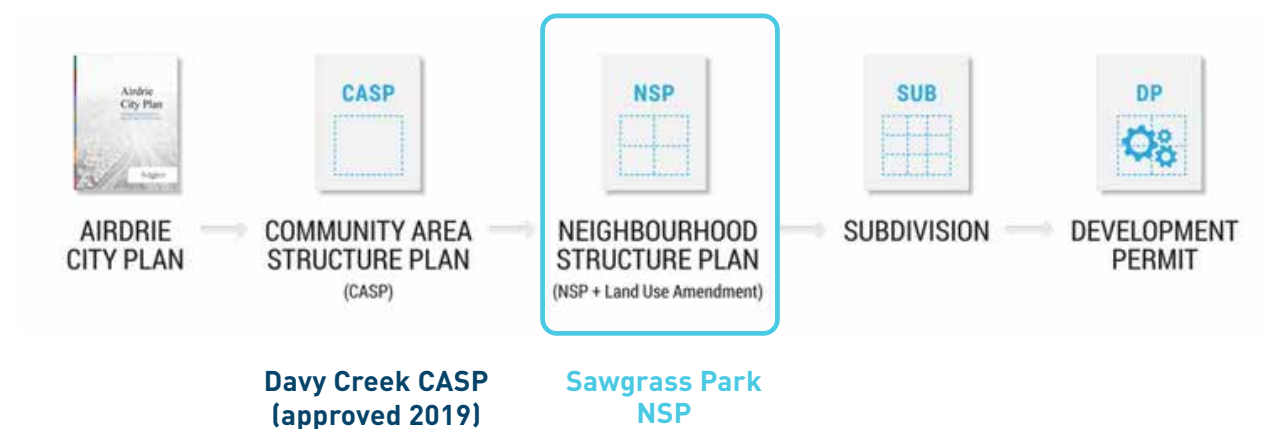 Airdrie
City Plan
CASP
NSP
SUB
DP
AIRDRIE
CITY PLAN
COMMUNITY AREA
STRUCTURE PLAN
(CASP)
NEIGHBOURHOOD
STRUCTURE PLAN
(NSP + Land Use Amendment)
SUBDIVISION
DEVELOPMENT
PERMIT
Davy Creek CASP
(approved 2019)
Sawgrass Park
NSP